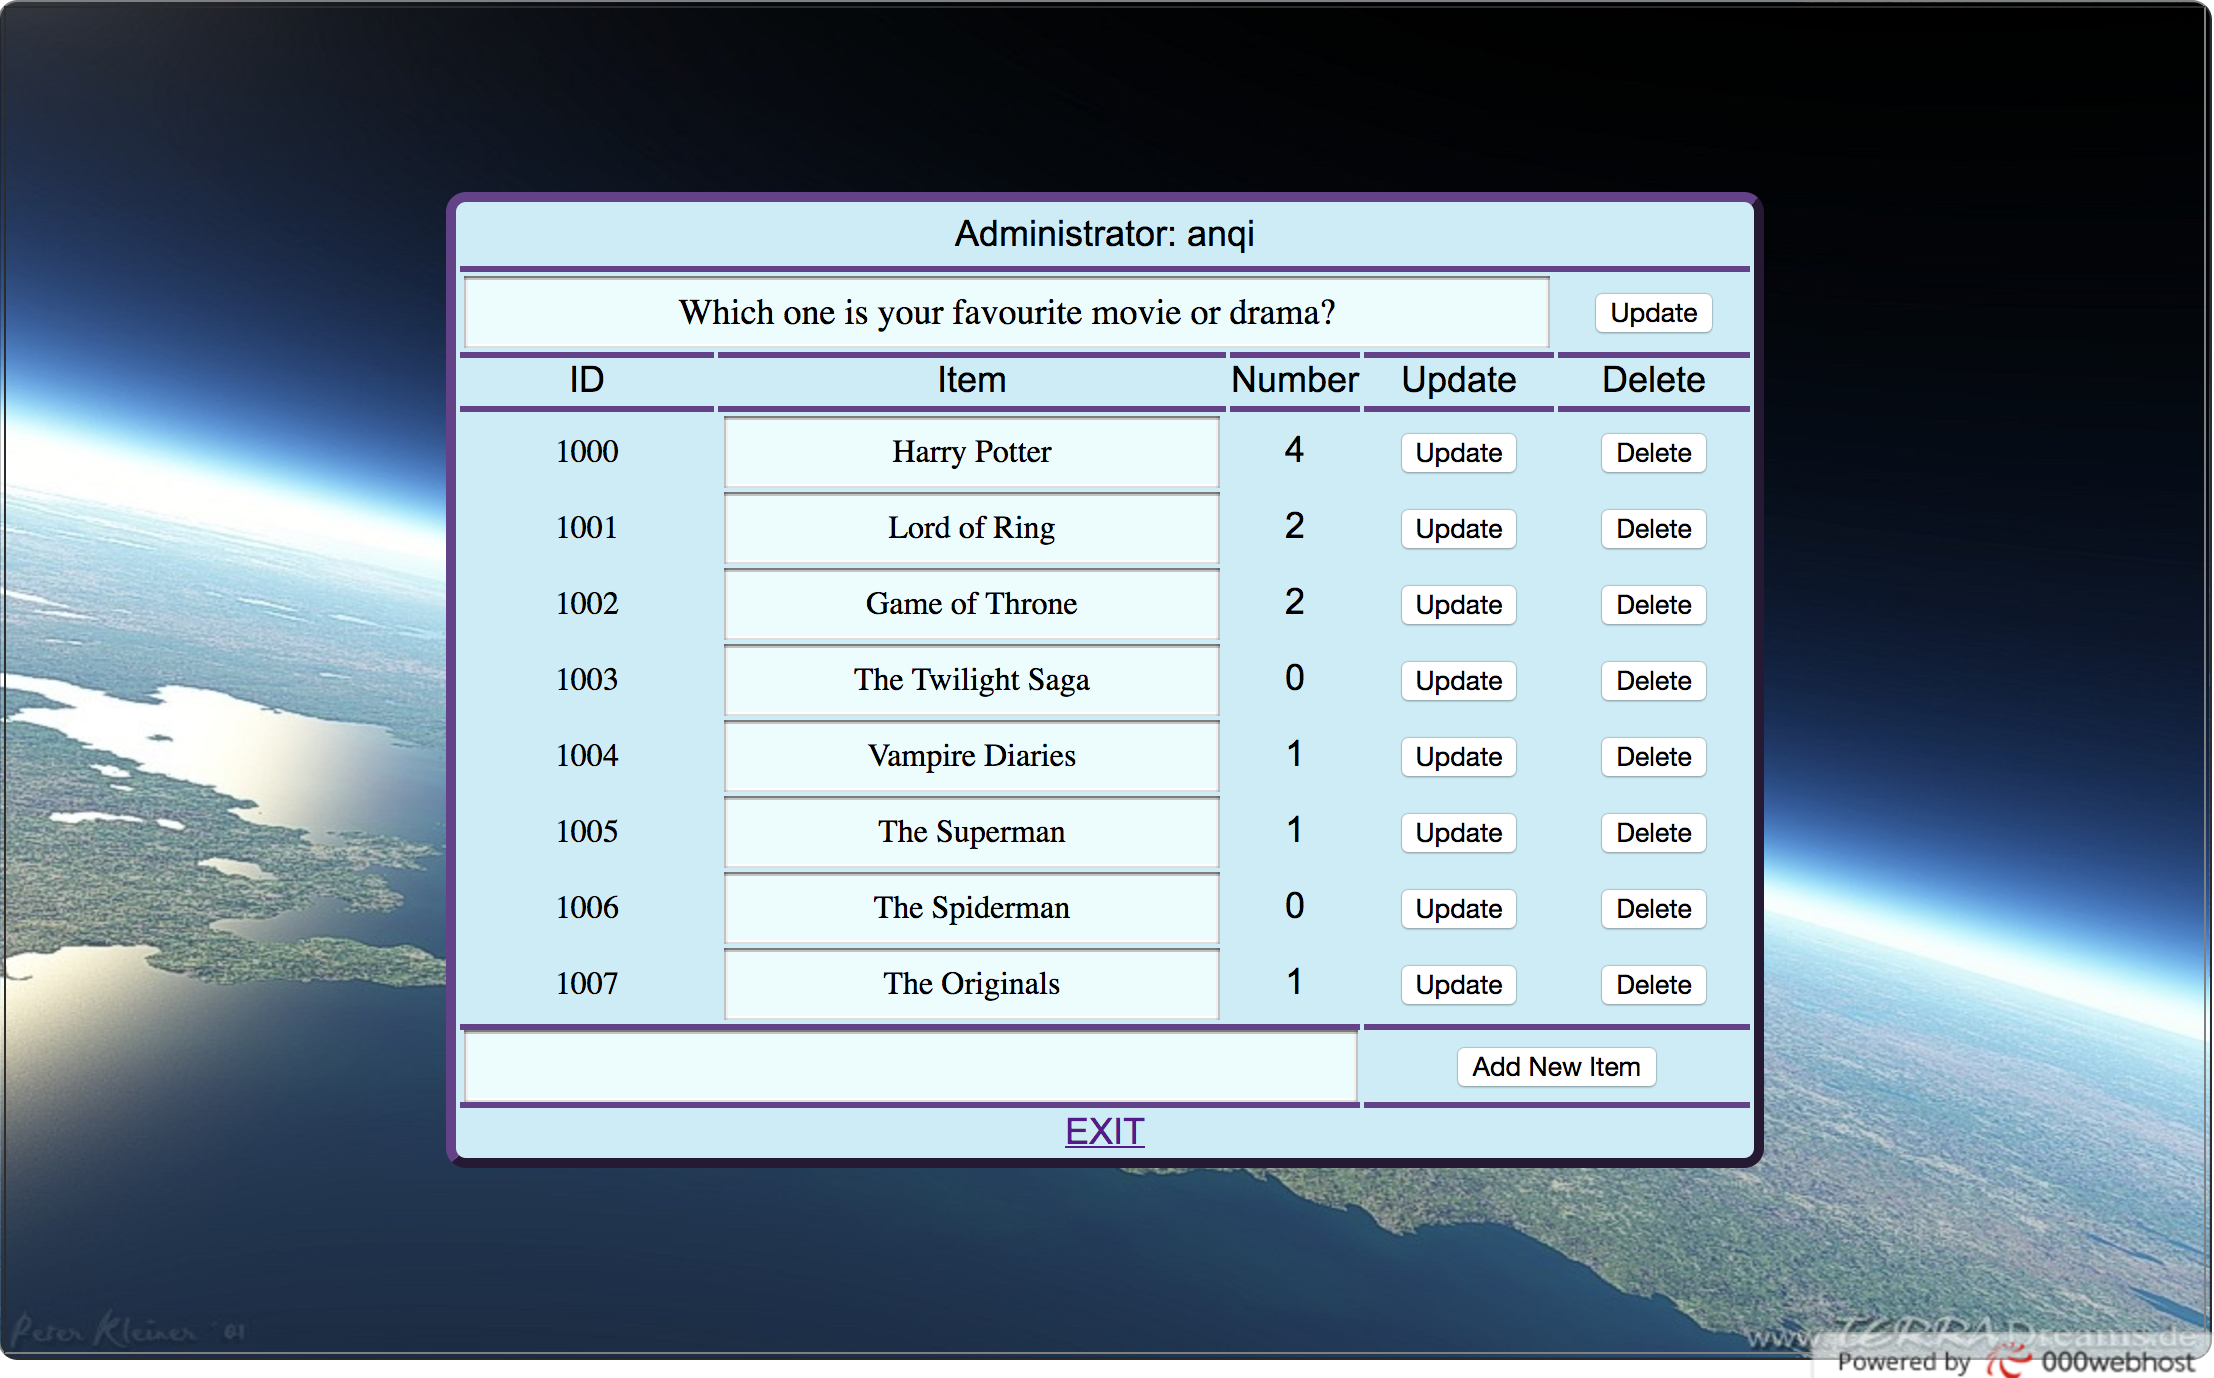 Administrator: anqi
Which one is your favourite movie or drama? Update
ID Item Number Update Delete
1000 Harry Potter 4 Update Delete
1001 Lord of Ring 2 Update Delete
1002 Game of Throne 2 Update Delete
1003 The Twilight Saga 0 Update Delete
1004 Vampire Diaries 1 Update Delete
1005 The Superman 1 Update Delete
1006 The Spiderman 0 Update Delete
1007 The Originals 1 Update Delete
Add New Item
EXIT
Peter Kleiner '01
www.TERRADreams.de
Powered by 000webhost